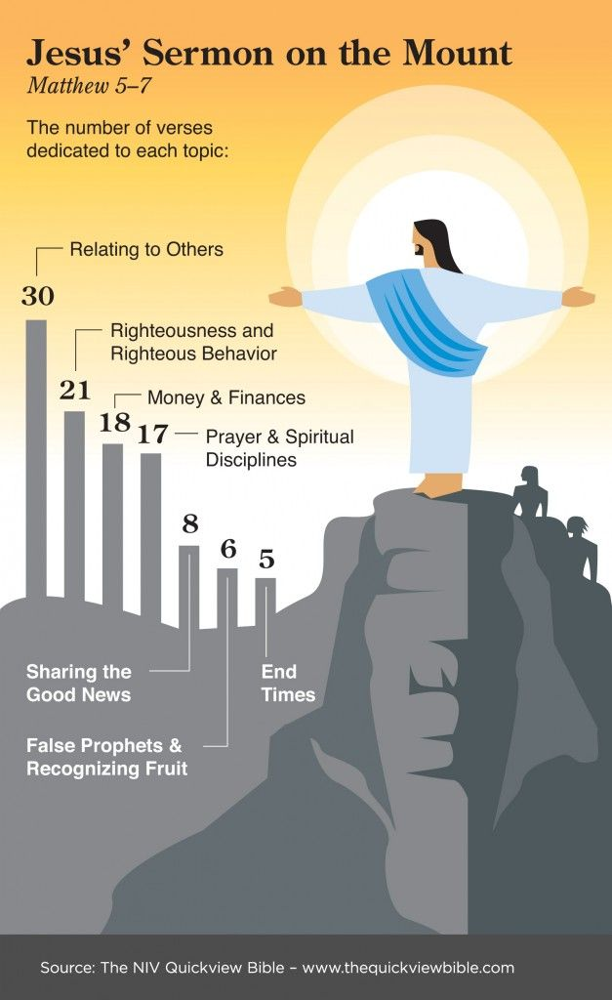 Jesus’ Sermon on the Mount
Matthew 5–7
The number of verses
dedicated to each topic:
Relating to Others
30
Righteousness and
Righteous Behavior
21
Money & Finances
18
17
Prayer & Spiritual
Disciplines
8
6
5
Sharing the
Good News
End
Times
False Prophets &
Recognizing Fruit
Source: The NIV Quickview Bible – www.thequickviewbible.com